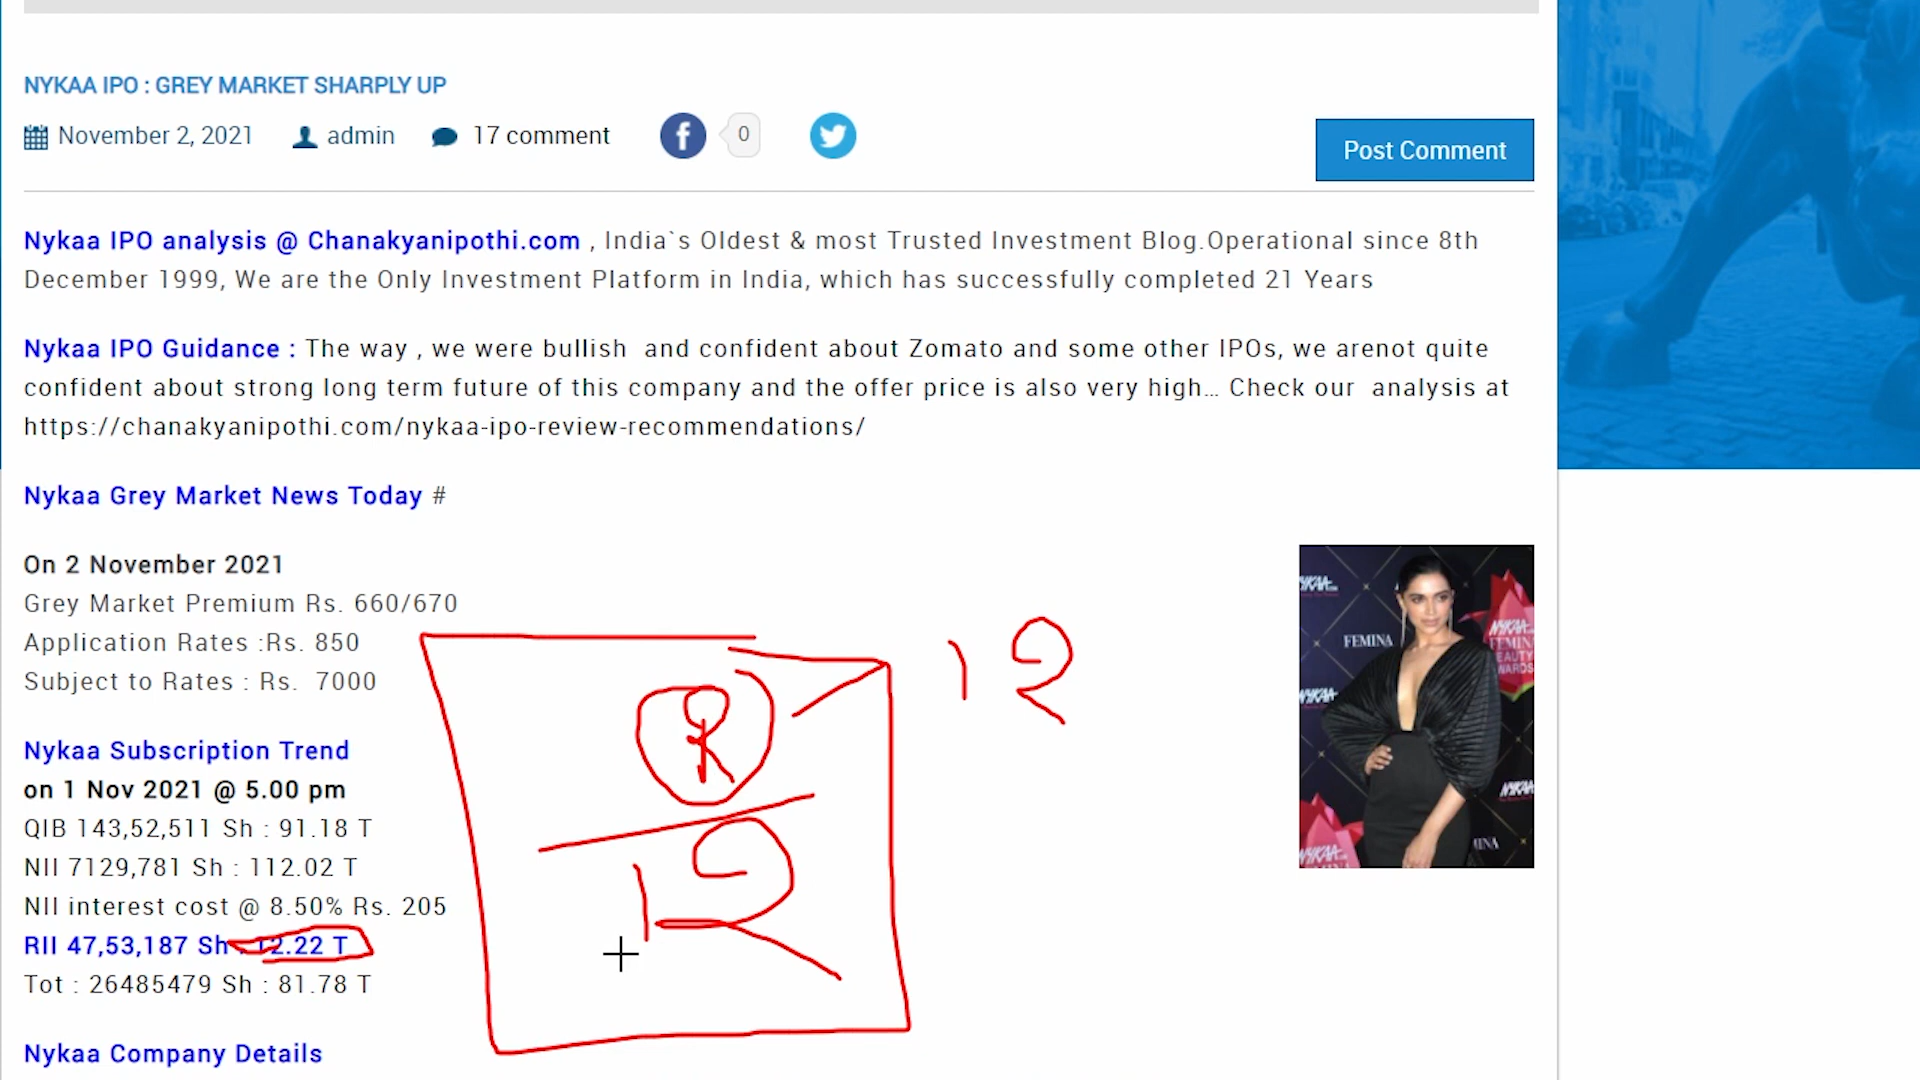 NYKAA IPO : GREY MARKET SHARPLY UP
November 2, 2021 admin 17 comment 0
Post Comment
Nykaa IPO analysis @ Chanakyanipothi.com , India`s Oldest & most Trusted Investment Blog.Operational since 8th
December 1999, We are the Only Investment Platform in India, which has successfully completed 21 Years
Nykaa IPO Guidance : The way , we were bullish and confident about Zomato and some other IPOs, we arenot quite
confident about strong long term future of this company and the offer price is also very high... Check our analysis at
https://chanakyanipothi.com/nykaa-ipo-review-recommendations/
Nykaa Grey Market News Today #
On 2 November 2021
Grey Market Premium Rs. 660/670
Application Rates :Rs. 850
Subject to Rates : Rs. 7000
12
Nykaa Subscription Trend
on 1 Nov 2021 @ 5.00 pm
QIB 143,52,511 Sh : 91.18 T
NII 7129,781 Sh : 112.02 T
NII interest cost @ 8.50% Rs. 205
RII 47,53,187 Sh : 12.22 T
Tot : 26485479 Sh : 81.78 T
12
Nykaa Company Details
FEMINA
NYKAA